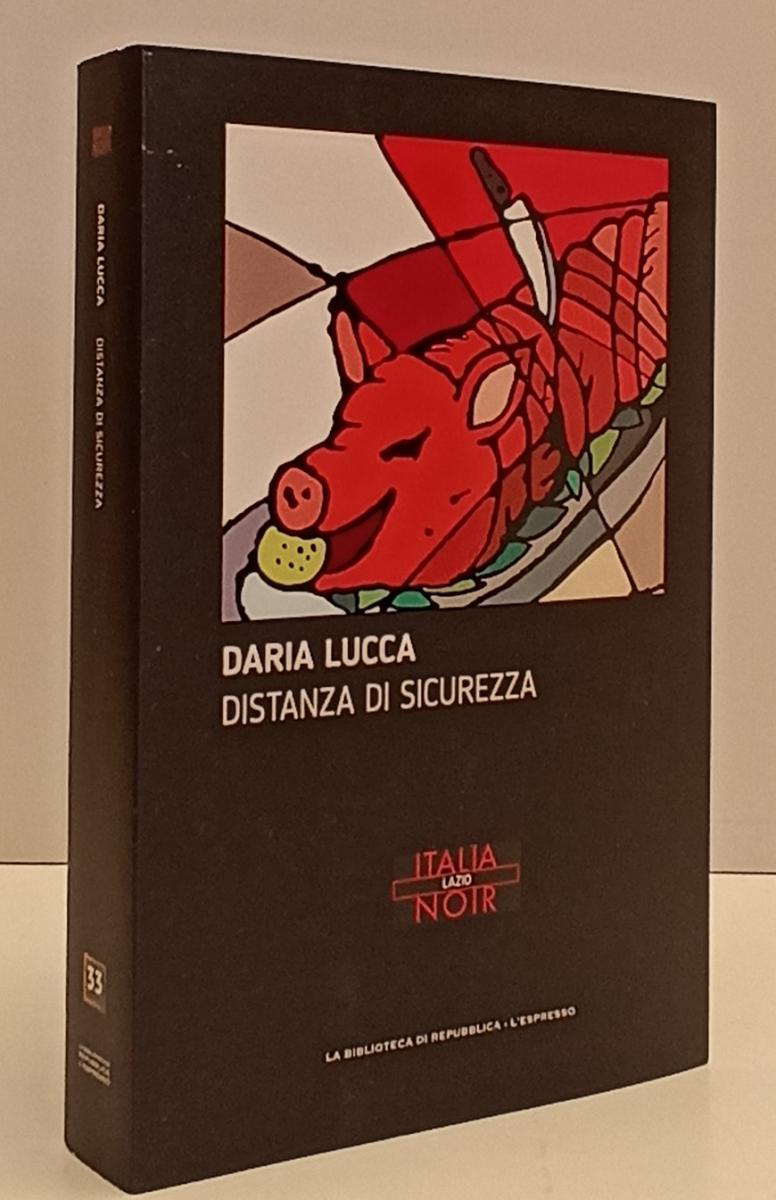 DARIA LUCCA DISTANZA DI SICUREZZA
33
DARIA LUCCA
DISTANZA DI SICUREZZA
ITALIA
LAZIO
NOIR
LA BIBLIOTECA DI REPUBBLICA - L'ESPRESSO